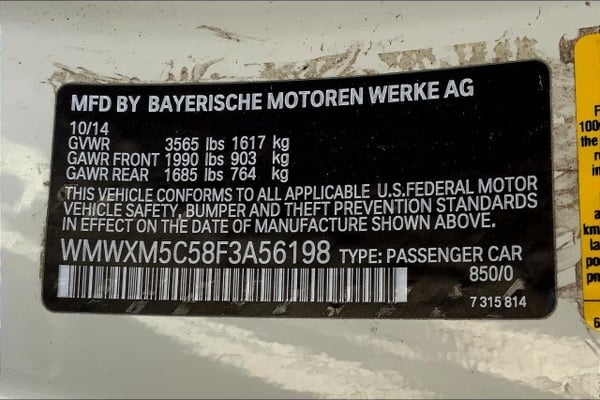 MFD BY BAYERISCHE MOTOREN WERKE AG
10/14
GVWR 3565 lbs 1617 kg
GAWR FRONT 1990 lbs 903 kg
GAWR REAR 1685 lbs 764 kg
THIS VEHICLE CONFORMS TO ALL APPLICABLE U.S.FEDERAL MOTOR
VEHICLE SAFETY, BUMPER AND THEFT PREVENTION STANDARDS
IN EFFECT ON THE DATE OF MANUFACTURE SHOWN ABOVE.
WMWXM5C58F3A56198 TYPE: PASSENGER CAR
850/0
7 315 814
100
the